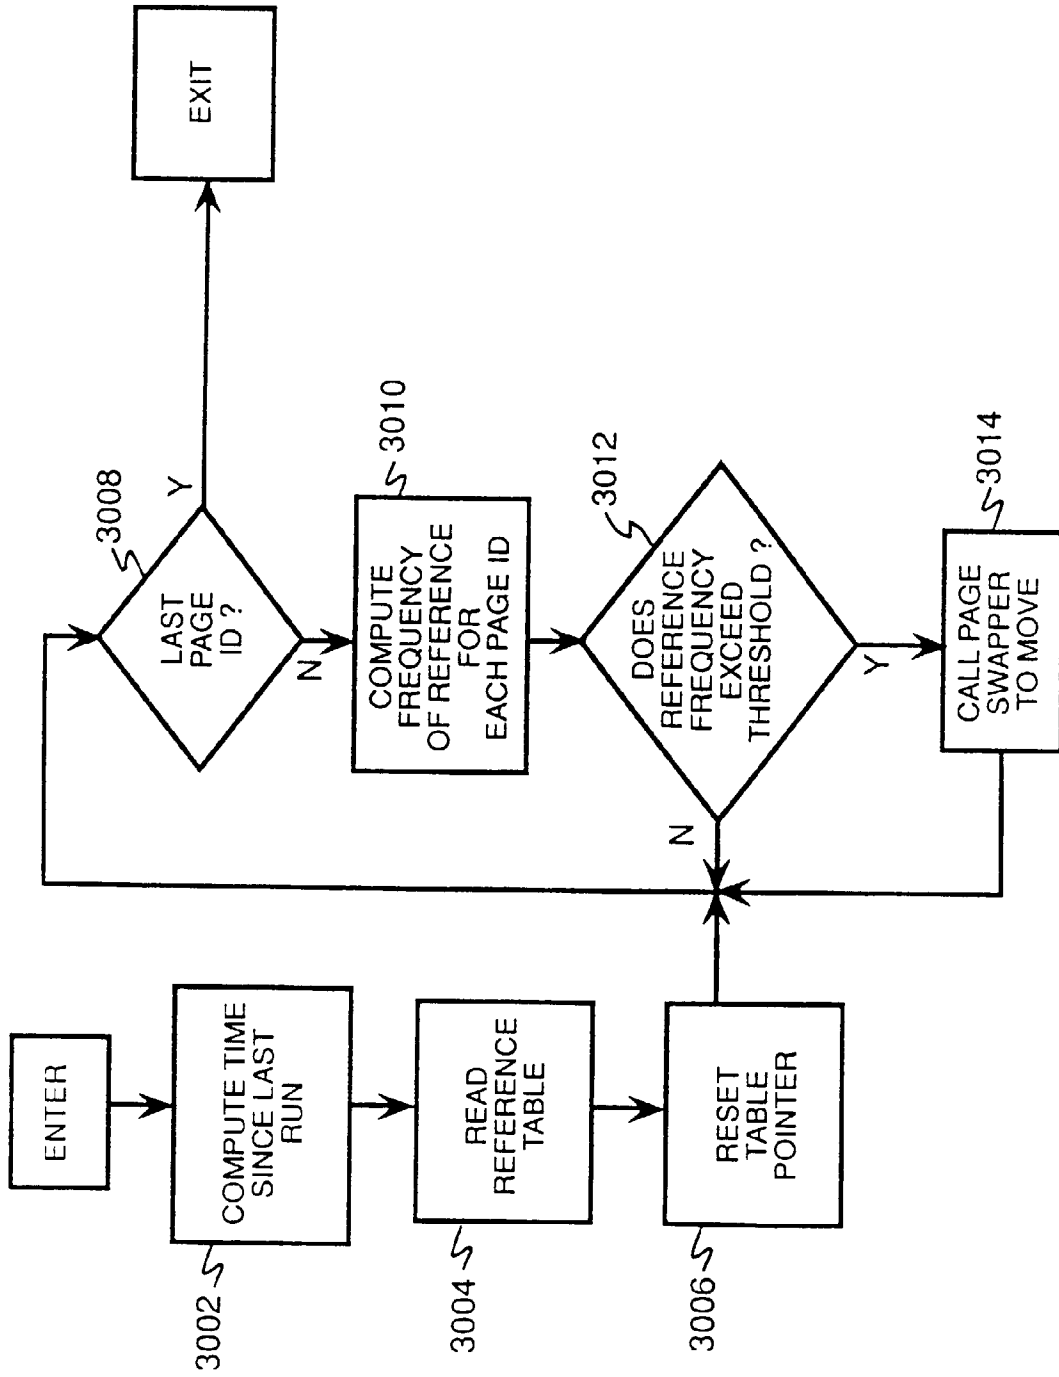 ENTER
COMPUTE TIME
SINCE LAST
RUN
3002
READ
REFERENCE
TABLE
3004
RESET
TABLE
POINTER
3006
LAST
PAGE
ID ?
3008
Y
N
EXIT
COMPUTE
FREQUENCY
OF REFERENCE
FOR
EACH PAGE ID
3010
DOES
REFERENCE
FREQUENCY
EXCEED
THRESHOLD ?
3012
N
Y
CALL PAGE
SWAPPER
TO MOVE
3014